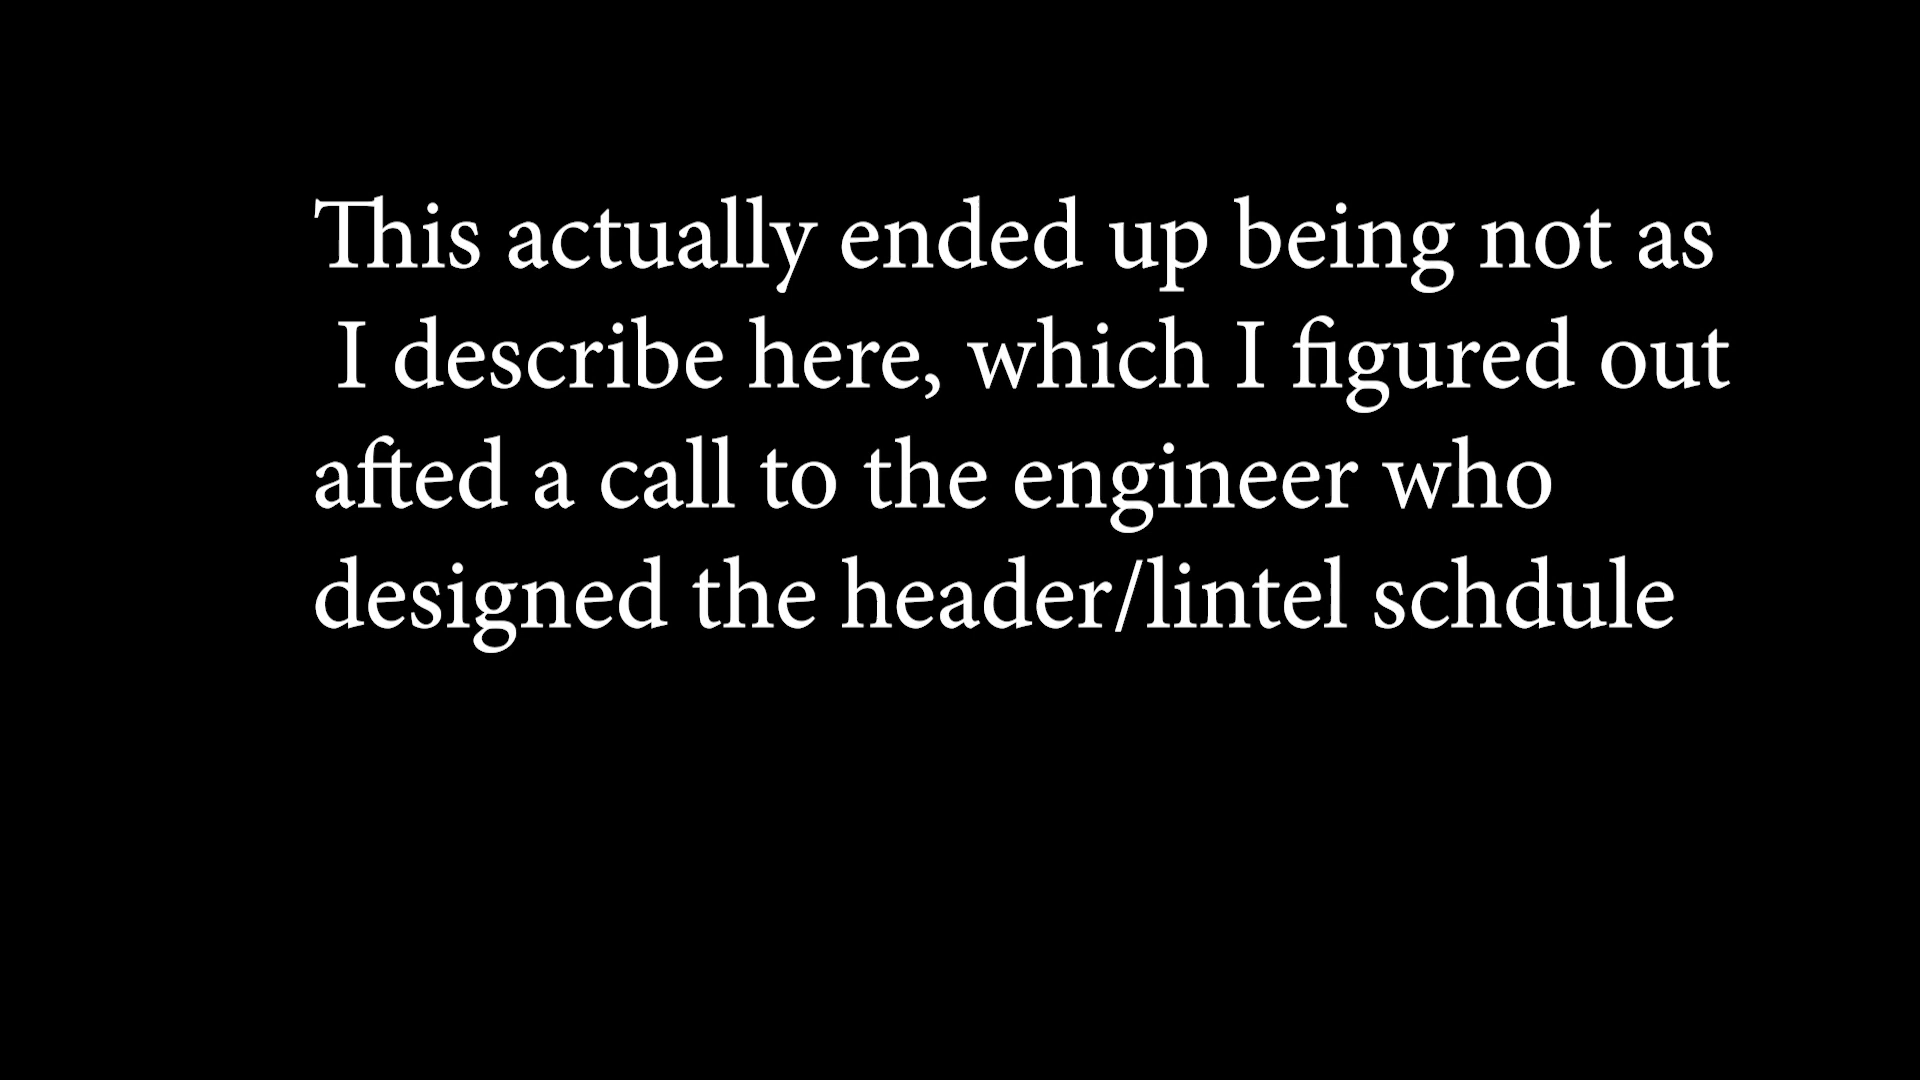 This actually ended up being not as
I describe here, which I figured out
afted a call to the engineer who
designed the header/lintel schdule